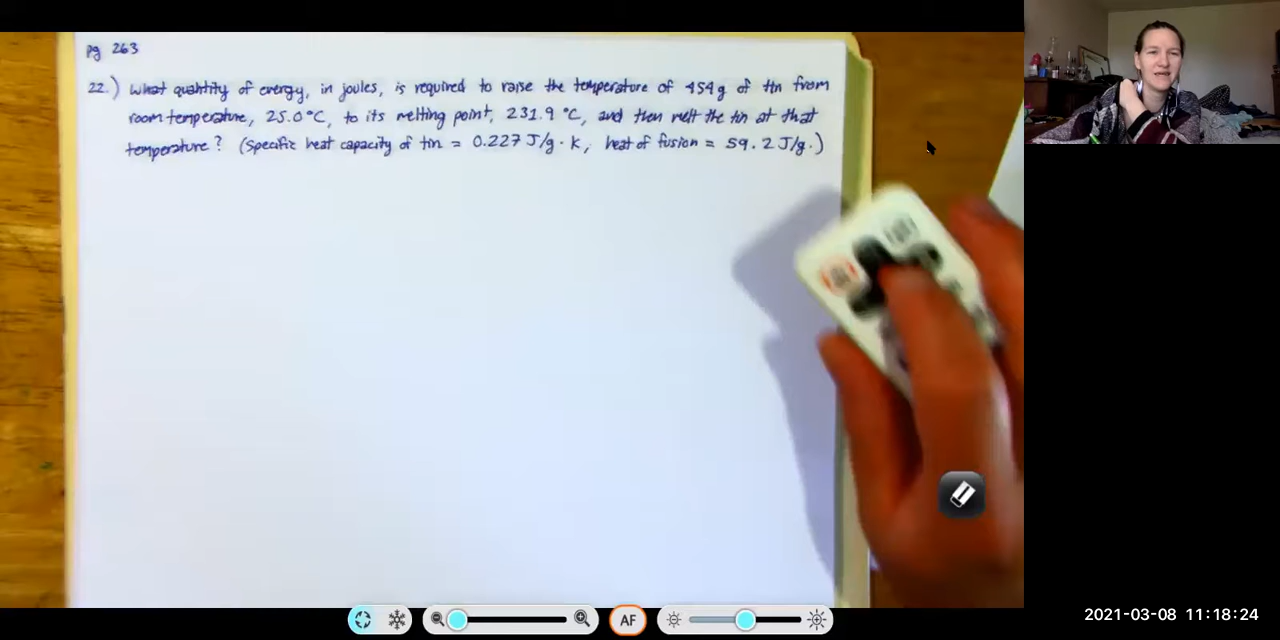 pg 263
22.) What quantity of energy, in joules, is required to raise the temperature of 454g of tin from
room temperature, 25.0°C, to its melting point, 231.9 °C, and then melt the tin at that
temperature? (Specific heat capacity of tin = 0.227 J/g·K, heat of fusion = 59.2 J/g.)
AF
2021-03-08 11:18:24